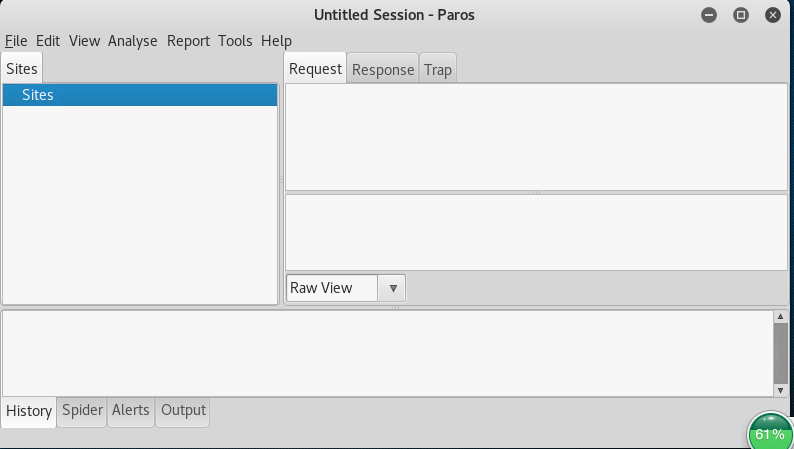 Untitled Session - Paros
File Edit View Analyse Report Tools Help
Sites
Request Response Trap
Sites
Raw View
History Spider Alerts Output
61%